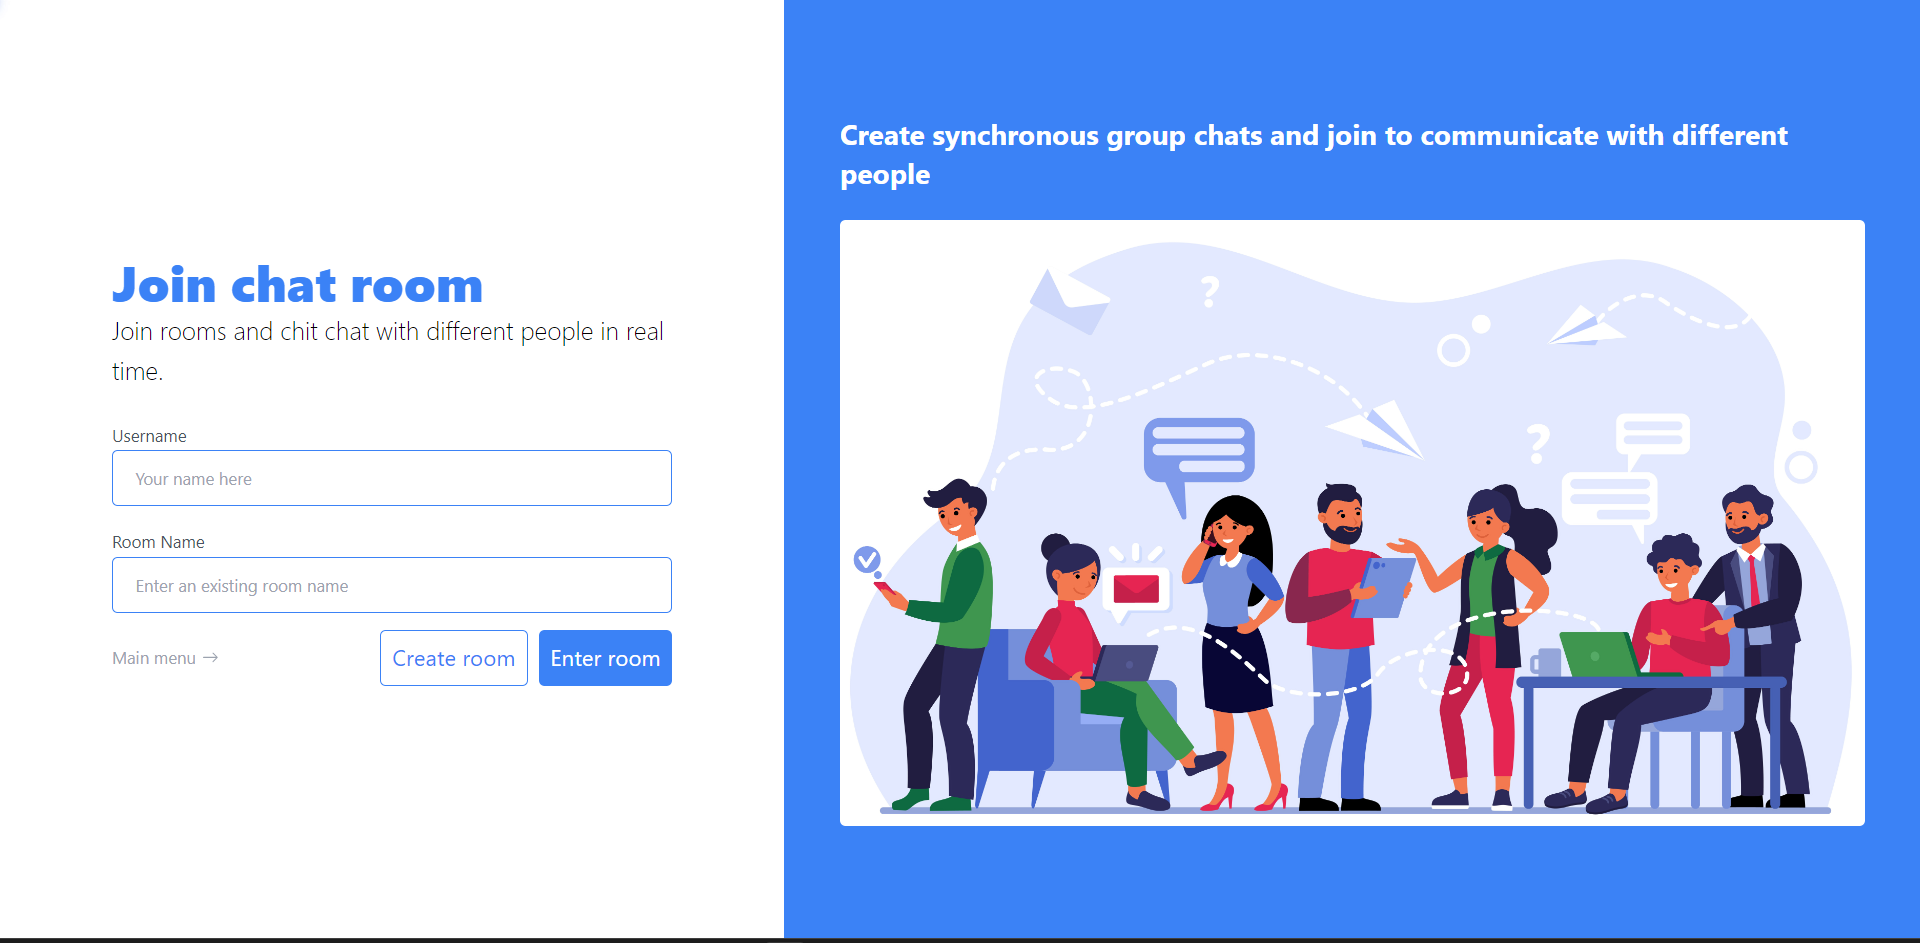 Join chat room
Join rooms and chit chat with different people in real
time.
Username
Your name here
Room Name
Enter an existing room name
Main menu →
Create room
Enter room
Create synchronous group chats and join to communicate with different
people
?
?